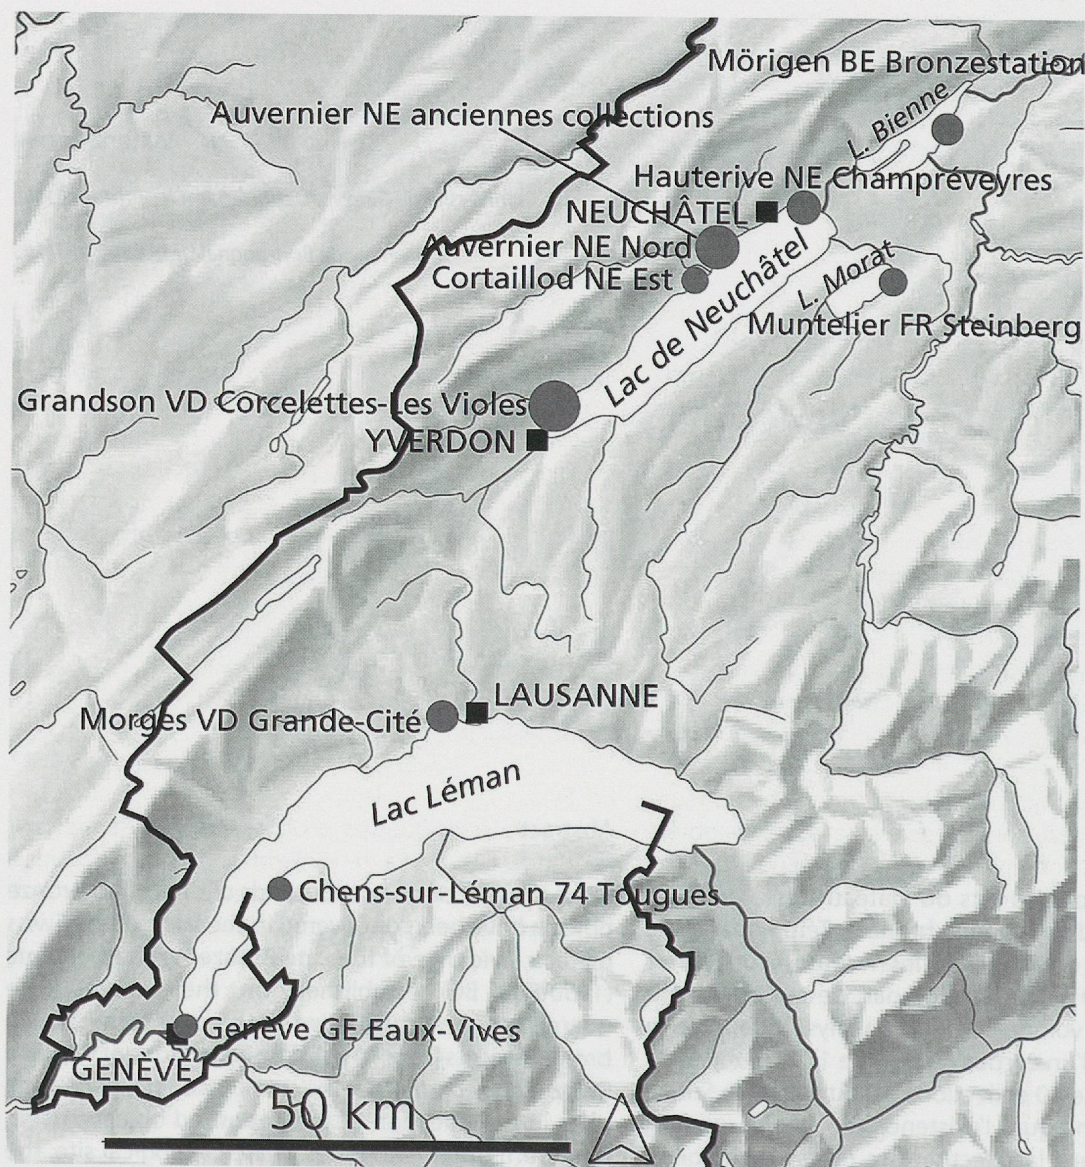 Mörigen BE Bronzestation
Auvernier NE anciennes collections
L. Bienne
Hauterive NE Champréveyres
NEUCHÂTEL
Auvernier NE Nord
Cortaillod NE Est
Lac de Neuchâtel
L. Morat
Muntelier FR Steinberg
Grandson VD Corcelettes-Les Violes
YVERDON
LAUSANNE
Morges VD Grande-Cité
Lac Léman
Chens-sur-Léman 74 Tougues
Genève GE Eaux-Vives
GENÈVE
50 km